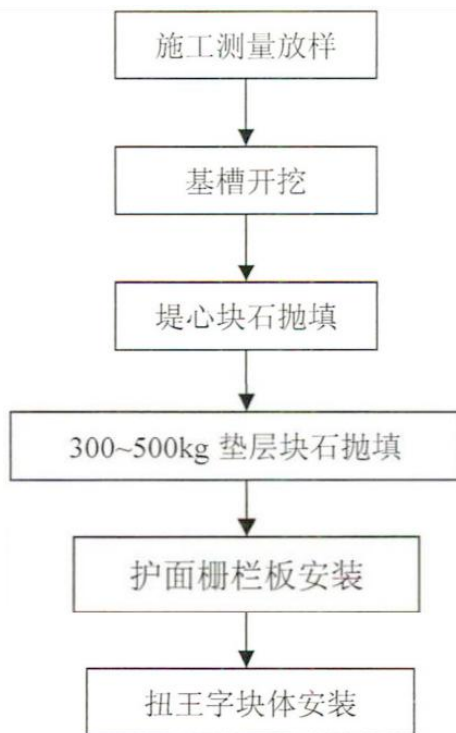 施工测量放样
基槽开挖
堤心块石抛填
300~500kg 垫层块石抛填
护面栅栏板安装
扭王字块体安装